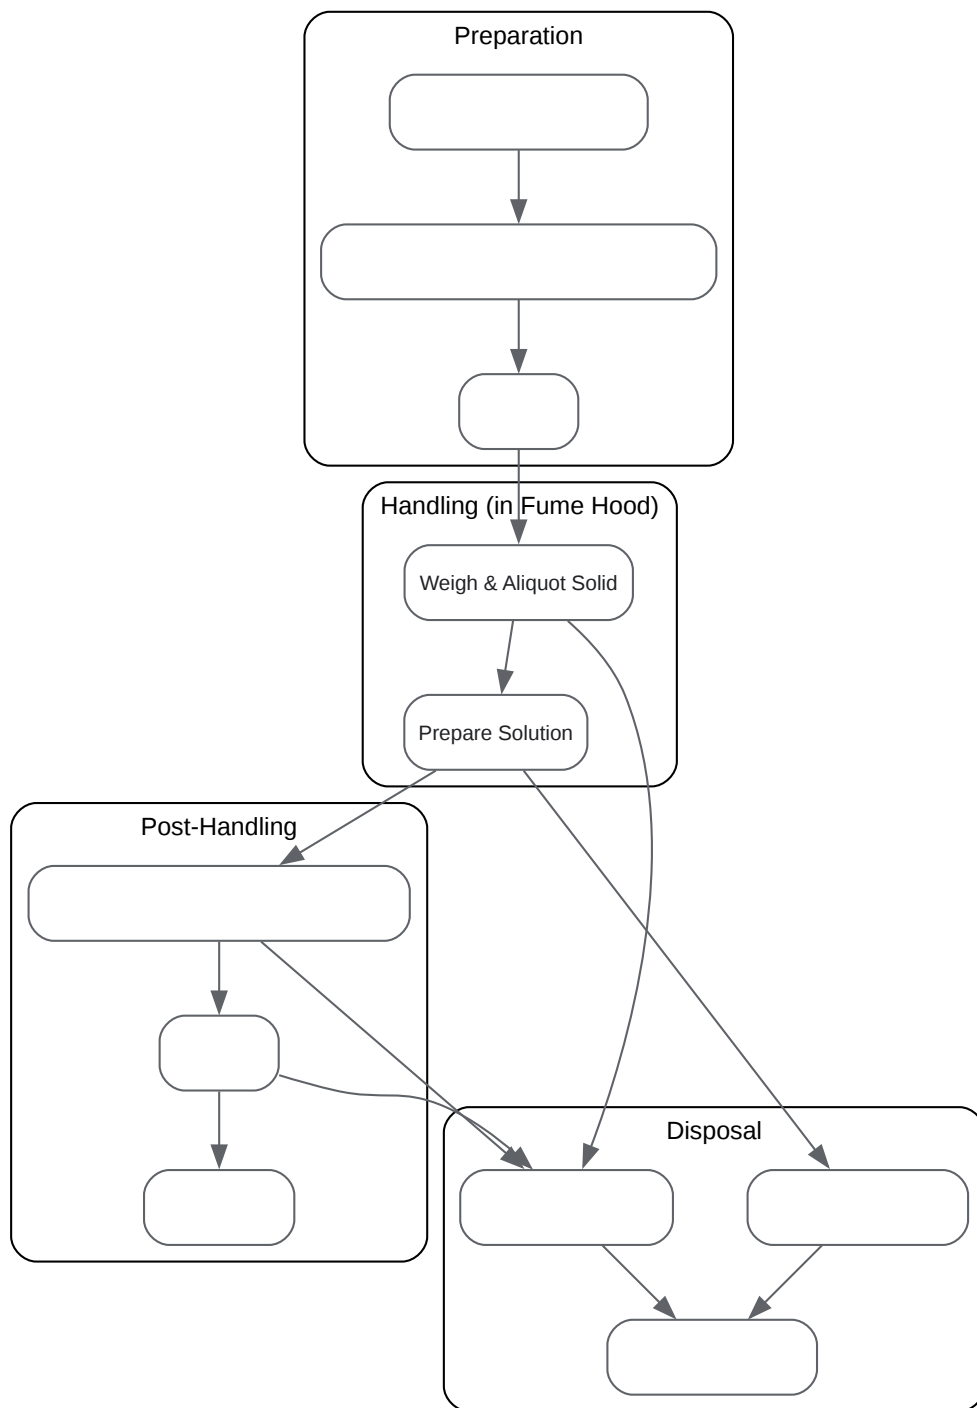 Preparation
Handling (in Fume Hood)
Weigh & Aliquot Solid
Prepare Solution
Post-Handling
Disposal